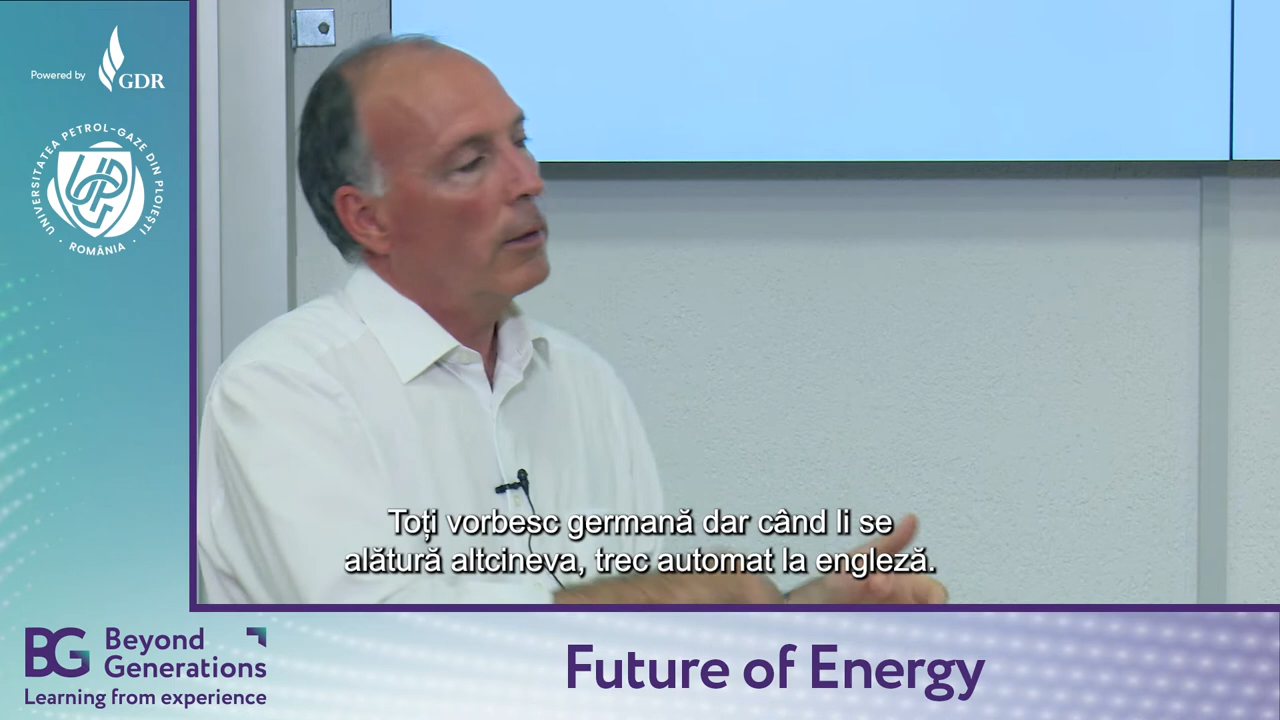 Powered by
GDR
UNIVERSITATEA PETROL-GAZE DIN PLOIEȘTI
· ROMÂNIA ·
Toți vorbesc germană dar când li se
alătură altcineva, trec automat la engleză.
BG Beyond
Generations
Learning from experience
Future of Energy